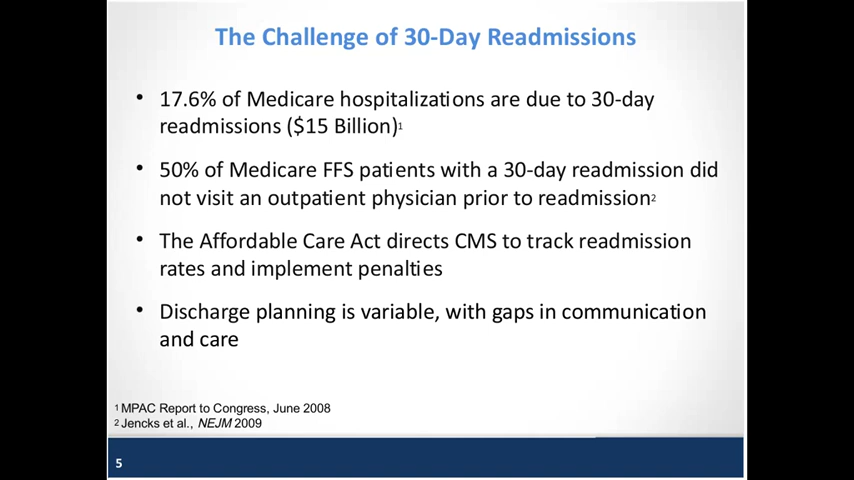 The Challenge of 30-Day Readmissions
• 17.6% of Medicare hospitalizations are due to 30-day
readmissions ($15 Billion)1
• 50% of Medicare FFS patients with a 30-day readmission did
not visit an outpatient physician prior to readmission2
• The Affordable Care Act directs CMS to track readmission
rates and implement penalties
• Discharge planning is variable, with gaps in communication
and care
1 MPAC Report to Congress, June 2008
2 Jencks et al., NEJM 2009
5